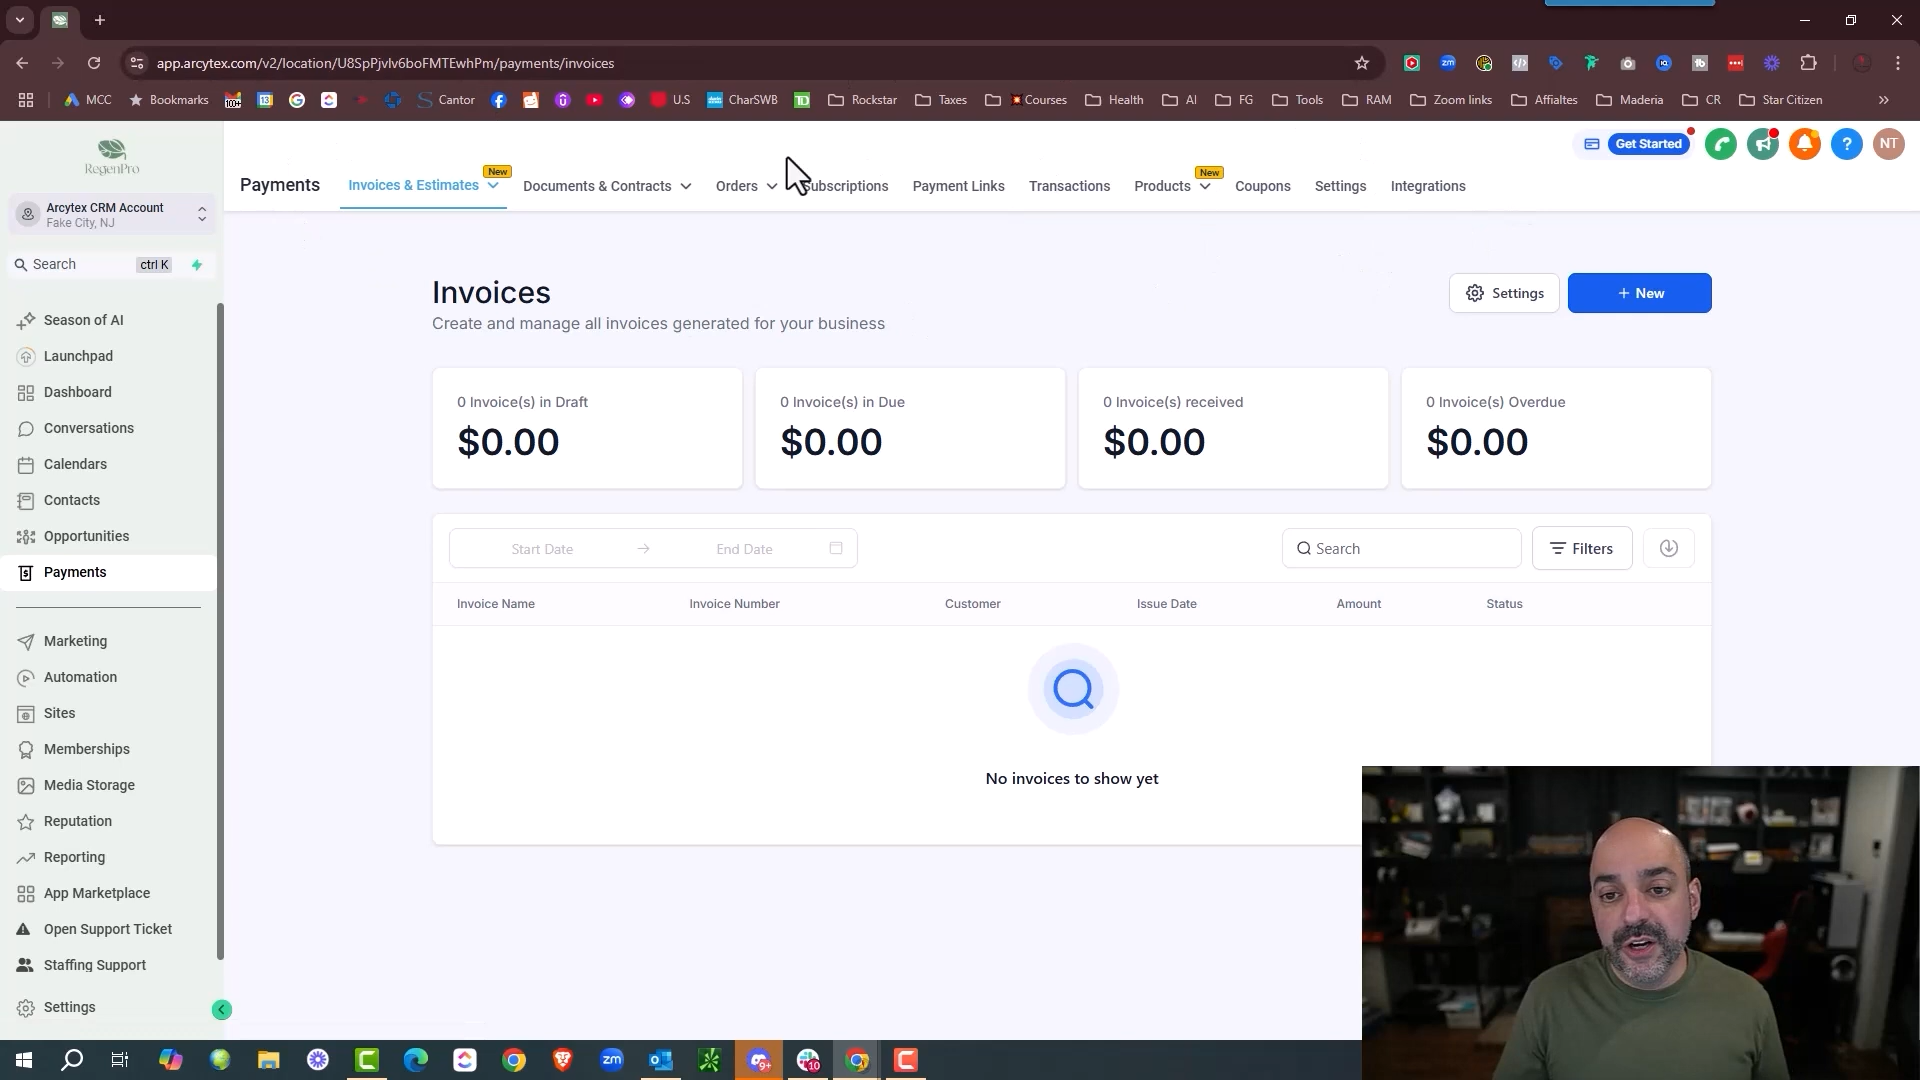 app.arcytex.com/v2/location/U8SpPjvlv6boFMTEwhPm/payments/invoices
MCC
Bookmarks
Cantor
U.S
CharSWB
Rockstar
Taxes
Courses
Health
AI
FG
Tools
RAM
Zoom links
Affialtes
Maderia
CR
Star Citizen
RegenPro
Get Started
NT
Payments
Invoices & Estimates
New
Documents & Contracts
Orders
Subscriptions
Payment Links
Transactions
Products
New
Coupons
Settings
Integrations
Arcytex CRM Account
Fake City, NJ
Search
ctrl K
Season of AI
Launchpad
Dashboard
Conversations
Calendars
Contacts
Opportunities
Payments
Marketing
Automation
Sites
Memberships
Media Storage
Reputation
Reporting
App Marketplace
Open Support Ticket
Staffing Support
Settings
Invoices
Create and manage all invoices generated for your business
Settings
+ New
0 Invoice(s) in Draft
$0.00
0 Invoice(s) in Due
$0.00
0 Invoice(s) received
$0.00
0 Invoice(s) Overdue
$0.00
Start Date
End Date
Search
Filters
Invoice Name
Invoice Number
Customer
Issue Date
Amount
Status
No invoices to show yet